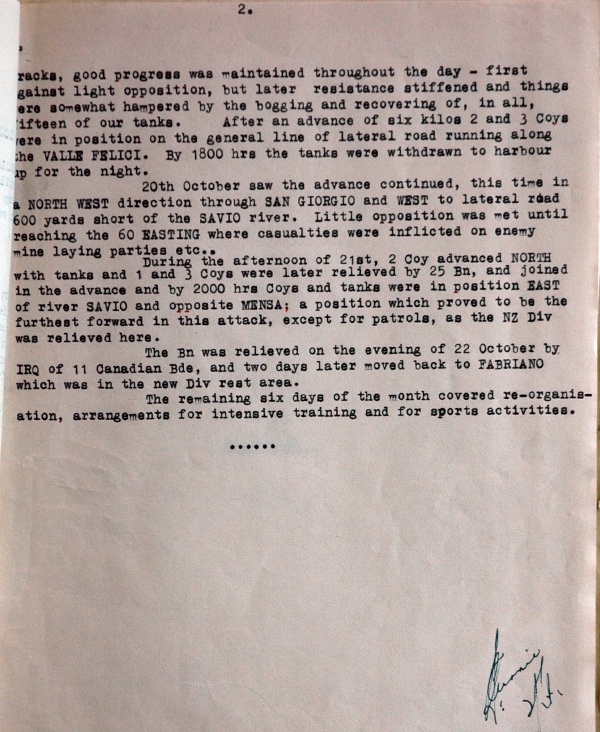 2.
racks, good progress was maintained throughout the day - first
gainst light opposition, but later resistance stiffened and things
ere somewhat hampered by the bogging and recovering of, in all,
ifteen of our tanks. After an advance of six kilos 2 and 3 Coys
ere in position on the general line of lateral road running along
he VALLE FELICI. By 1800 hrs the tanks were withdrawn to harbour
up for the night.
20th October saw the advance continued, this time in
a NORTH WEST direction through SAN GIORGIO and WEST to lateral road
600 yards short of the SAVIO river. Little opposition was met until
reaching the 60 EASTING where casualties were inflicted on enemy
mine laying parties etc..
During the afternoon of 21st, 2 Coy advanced NORTH
with tanks and 1 and 3 Coys were later relieved by 25 Bn, and joined
in the advance and by 2000 hrs Coys and tanks were in position EAST
of river SAVIO and opposite MENSA; a position which proved to be the
furthest forward in this attack, except for patrols, as the NZ Div
was relieved here.
The Bn was relieved on the evening of 22 October by
IRQ of 11 Canadian Bde, and two days later moved back to FABRIANO
which was in the new Div rest area.
The remaining six days of the month covered re-organis-
ation, arrangements for intensive training and for sports activities.
......